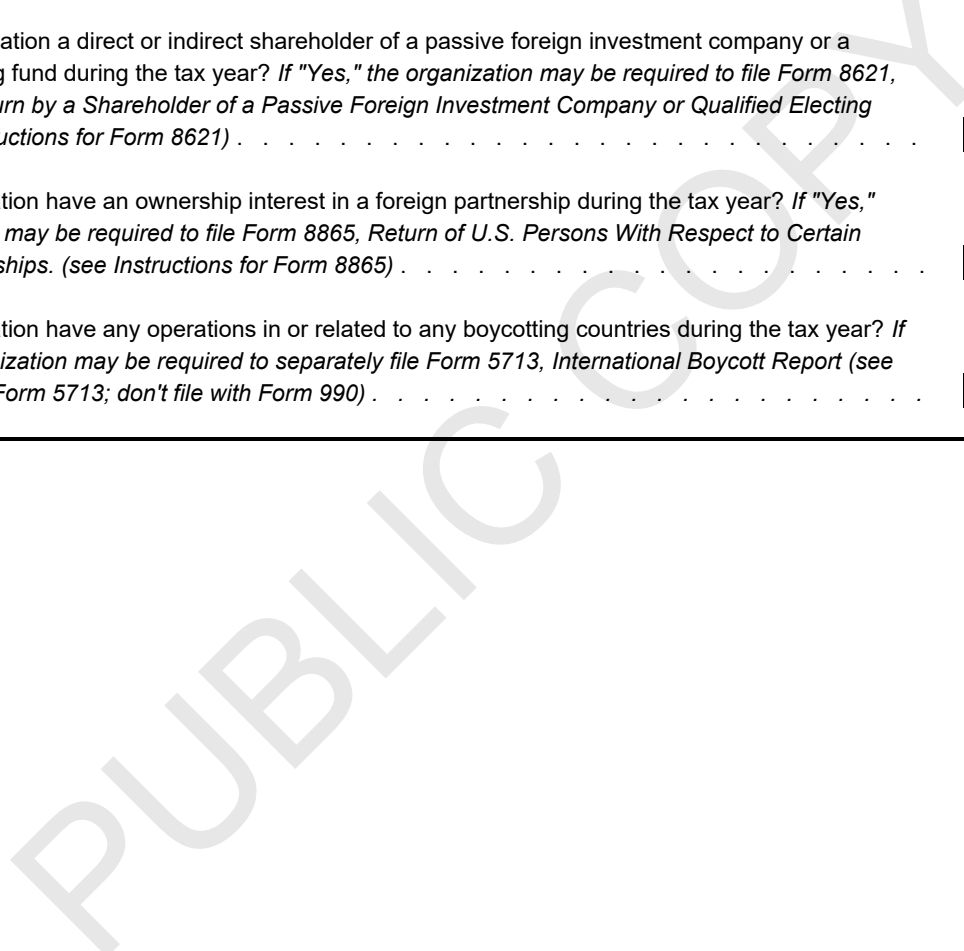 ation a direct or indirect shareholder of a passive foreign investment company or a
g fund during the tax year? If "Yes," the organization may be required to file Form 8621,
urn by a Shareholder of a Passive Foreign Investment Company or Qualified Electing
uctions for Form 8621) . . . . . . . . . . . . . . . . . . . . . . . . . . .
tion have an ownership interest in a foreign partnership during the tax year? If "Yes,"
may be required to file Form 8865, Return of U.S. Persons With Respect to Certain
ships. (see Instructions for Form 8865) . . . . . . . . . . . . . . . . . . . . .
tion have any operations in or related to any boycotting countries during the tax year? If
ization may be required to separately file Form 5713, International Boycott Report (see
Form 5713; don't file with Form 990) . . . . . . . . . . . . . . . . . . . . . .
PUBLIC COPY